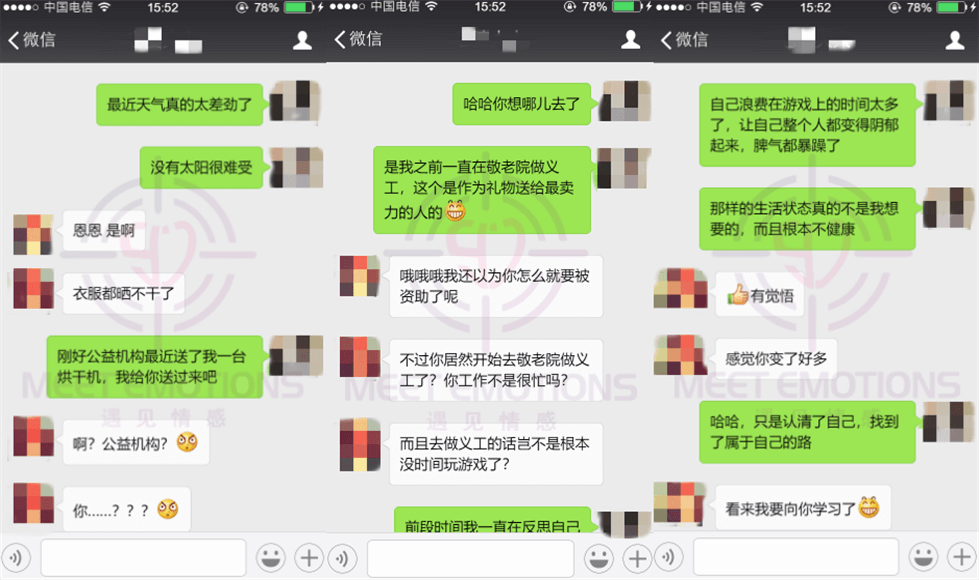 中国电信 15:52 78%
微信
最近天气真的太差劲了
没有太阳很难受
恩恩 是啊
衣服都晒不干了
刚好公益机构最近送了我一台
烘干机，我给你送过来吧
啊？公益机构？
你......？？？
MEET EMOTIONS
遇见情感
中国电信 15:52 78%
微信
哈哈你想哪儿去了
是我之前一直在敬老院做义
工，这个是作为礼物送给最卖
力的人的
哦哦哦我还以为你怎么就要被
资助了呢
不过你居然开始去敬老院做义
工了？你工作不是很忙吗？
而且去做义工的话岂不是根本
没时间玩游戏了？
前段时间我一直在反思自己
MEET EMOTIONS
遇见情感
中国电信 15:52 78%
微信
自己浪费在游戏上的时间太多
了，让自己整个人都变得阴郁
起来，脾气都暴躁了
那样的生活状态真的不是我想
要的，而且根本不健康
有觉悟
感觉你变了好多
哈哈，只是认清了自己，找到
了属于自己的路
看来我要向你学习了
MEET EMOTIONS
遇见情感